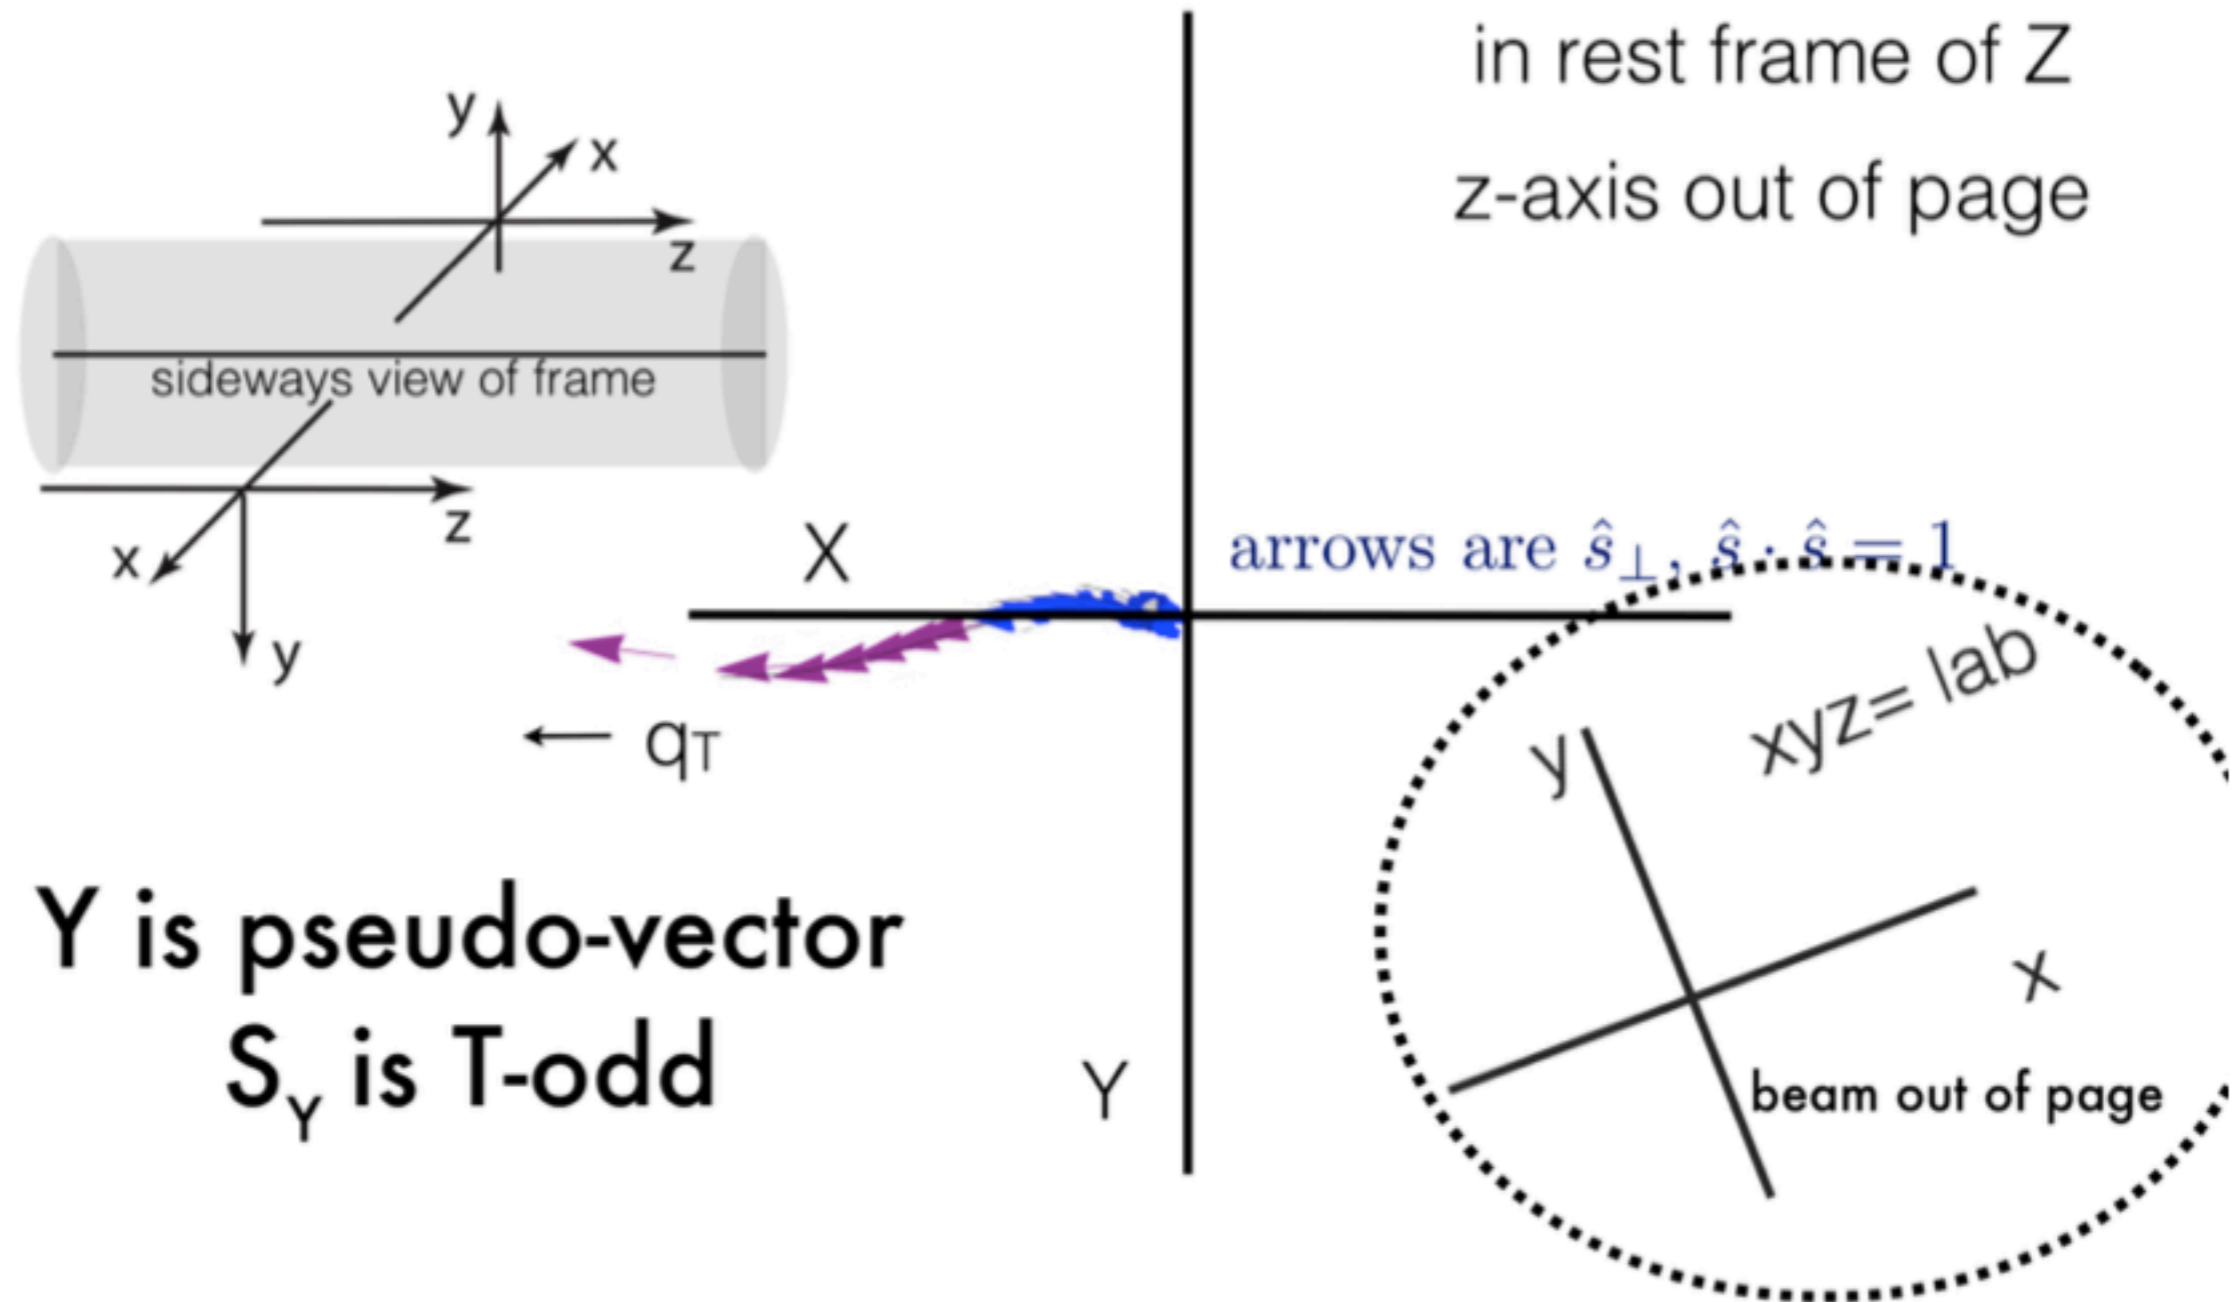 in rest frame of Z
z-axis out of page
y
x
z
sideways view of frame
z
x
y
X
arrows are ŝ⊥, ŝ · ŝ = 1
qT
xyz= lab
y
x
beam out of page
Y
Y is pseudo-vector
SY is T-odd